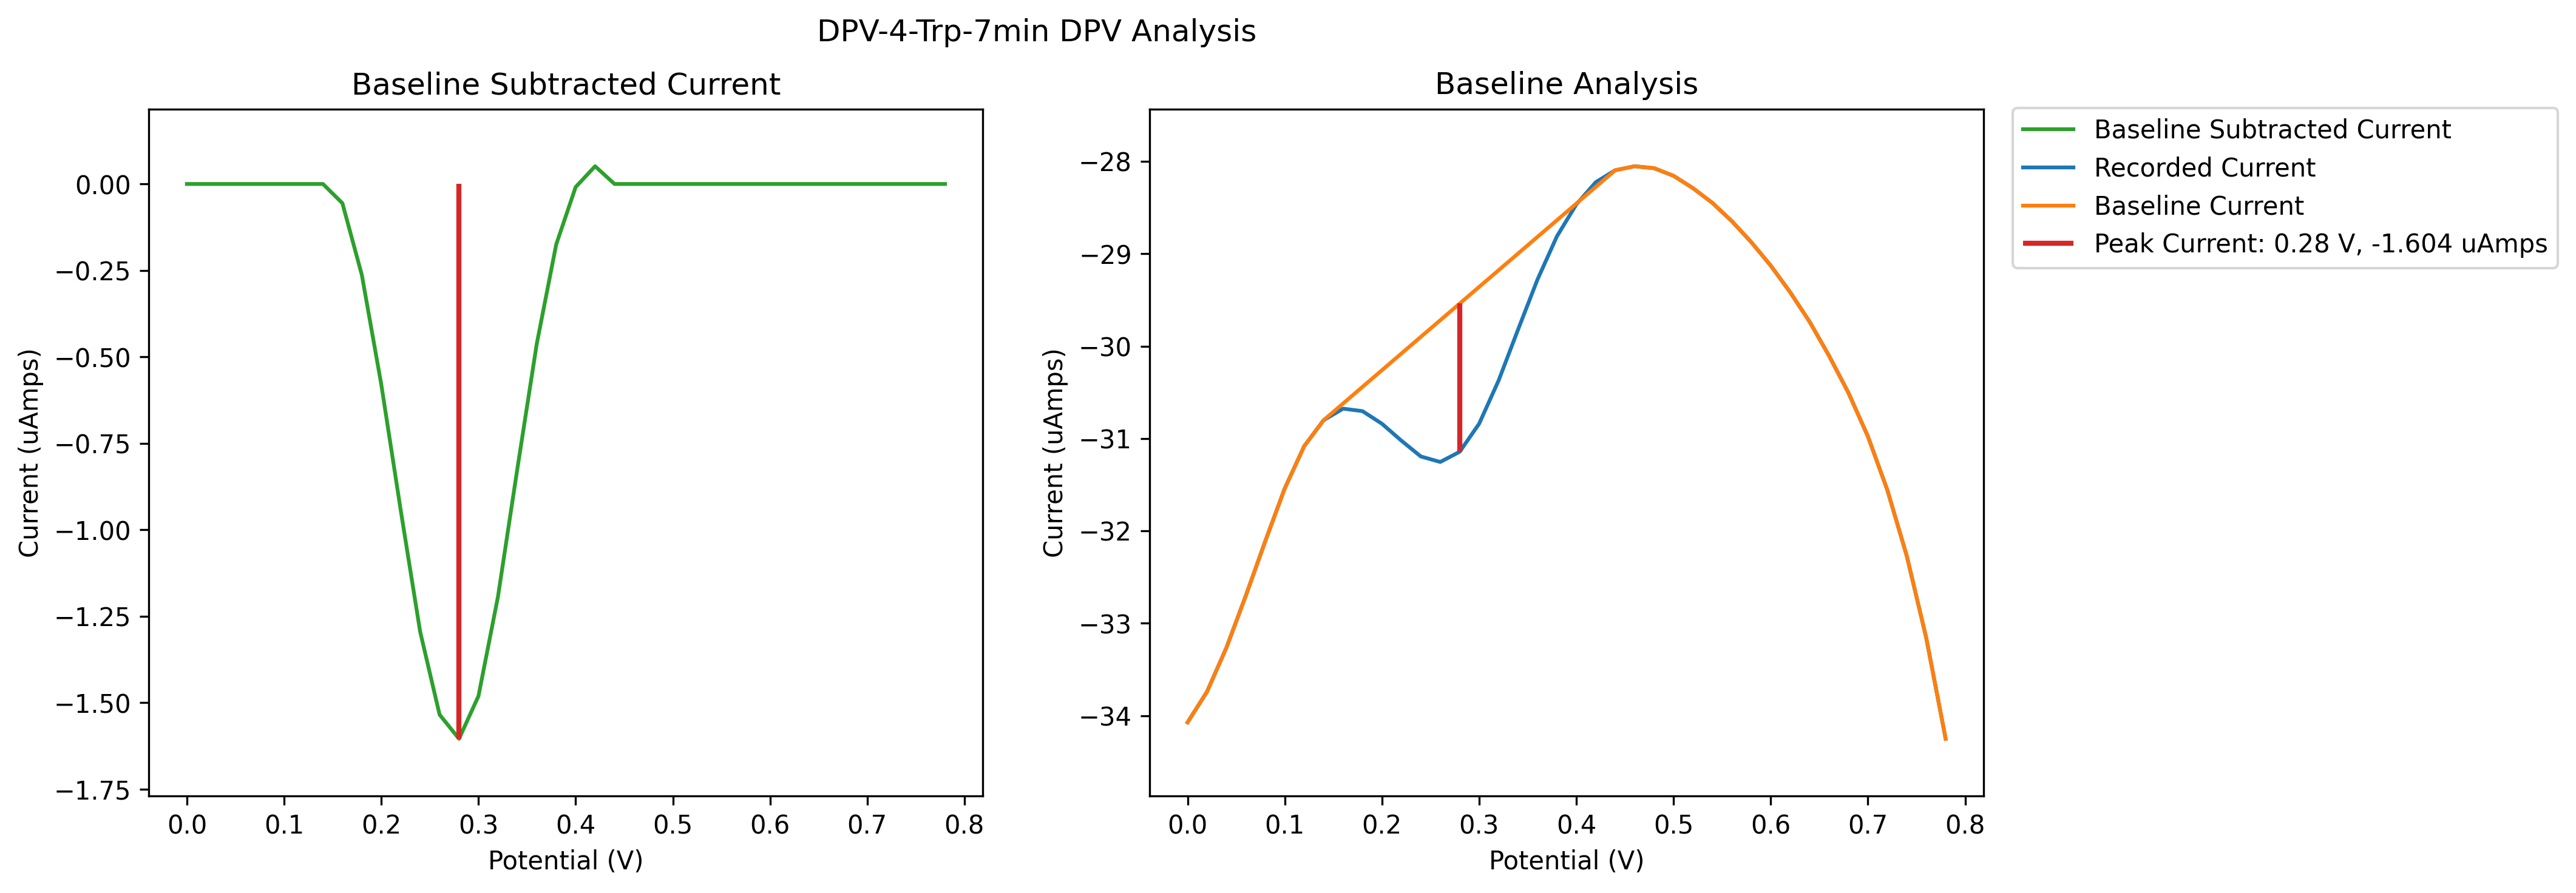 DPV-4-Trp-7min DPV Analysis
Baseline Subtracted Current
Current (uAmps)
0.00
−0.25
−0.50
−0.75
−1.00
−1.25
−1.50
−1.75
0.0 0.1 0.2 0.3 0.4 0.5 0.6 0.7 0.8
Potential (V)
Baseline Analysis
Current (uAmps)
−28
−29
−30
−31
−32
−33
−34
0.0 0.1 0.2 0.3 0.4 0.5 0.6 0.7 0.8
Potential (V)
Baseline Subtracted Current
Recorded Current
Baseline Current
Peak Current: 0.28 V, -1.604 uAmps